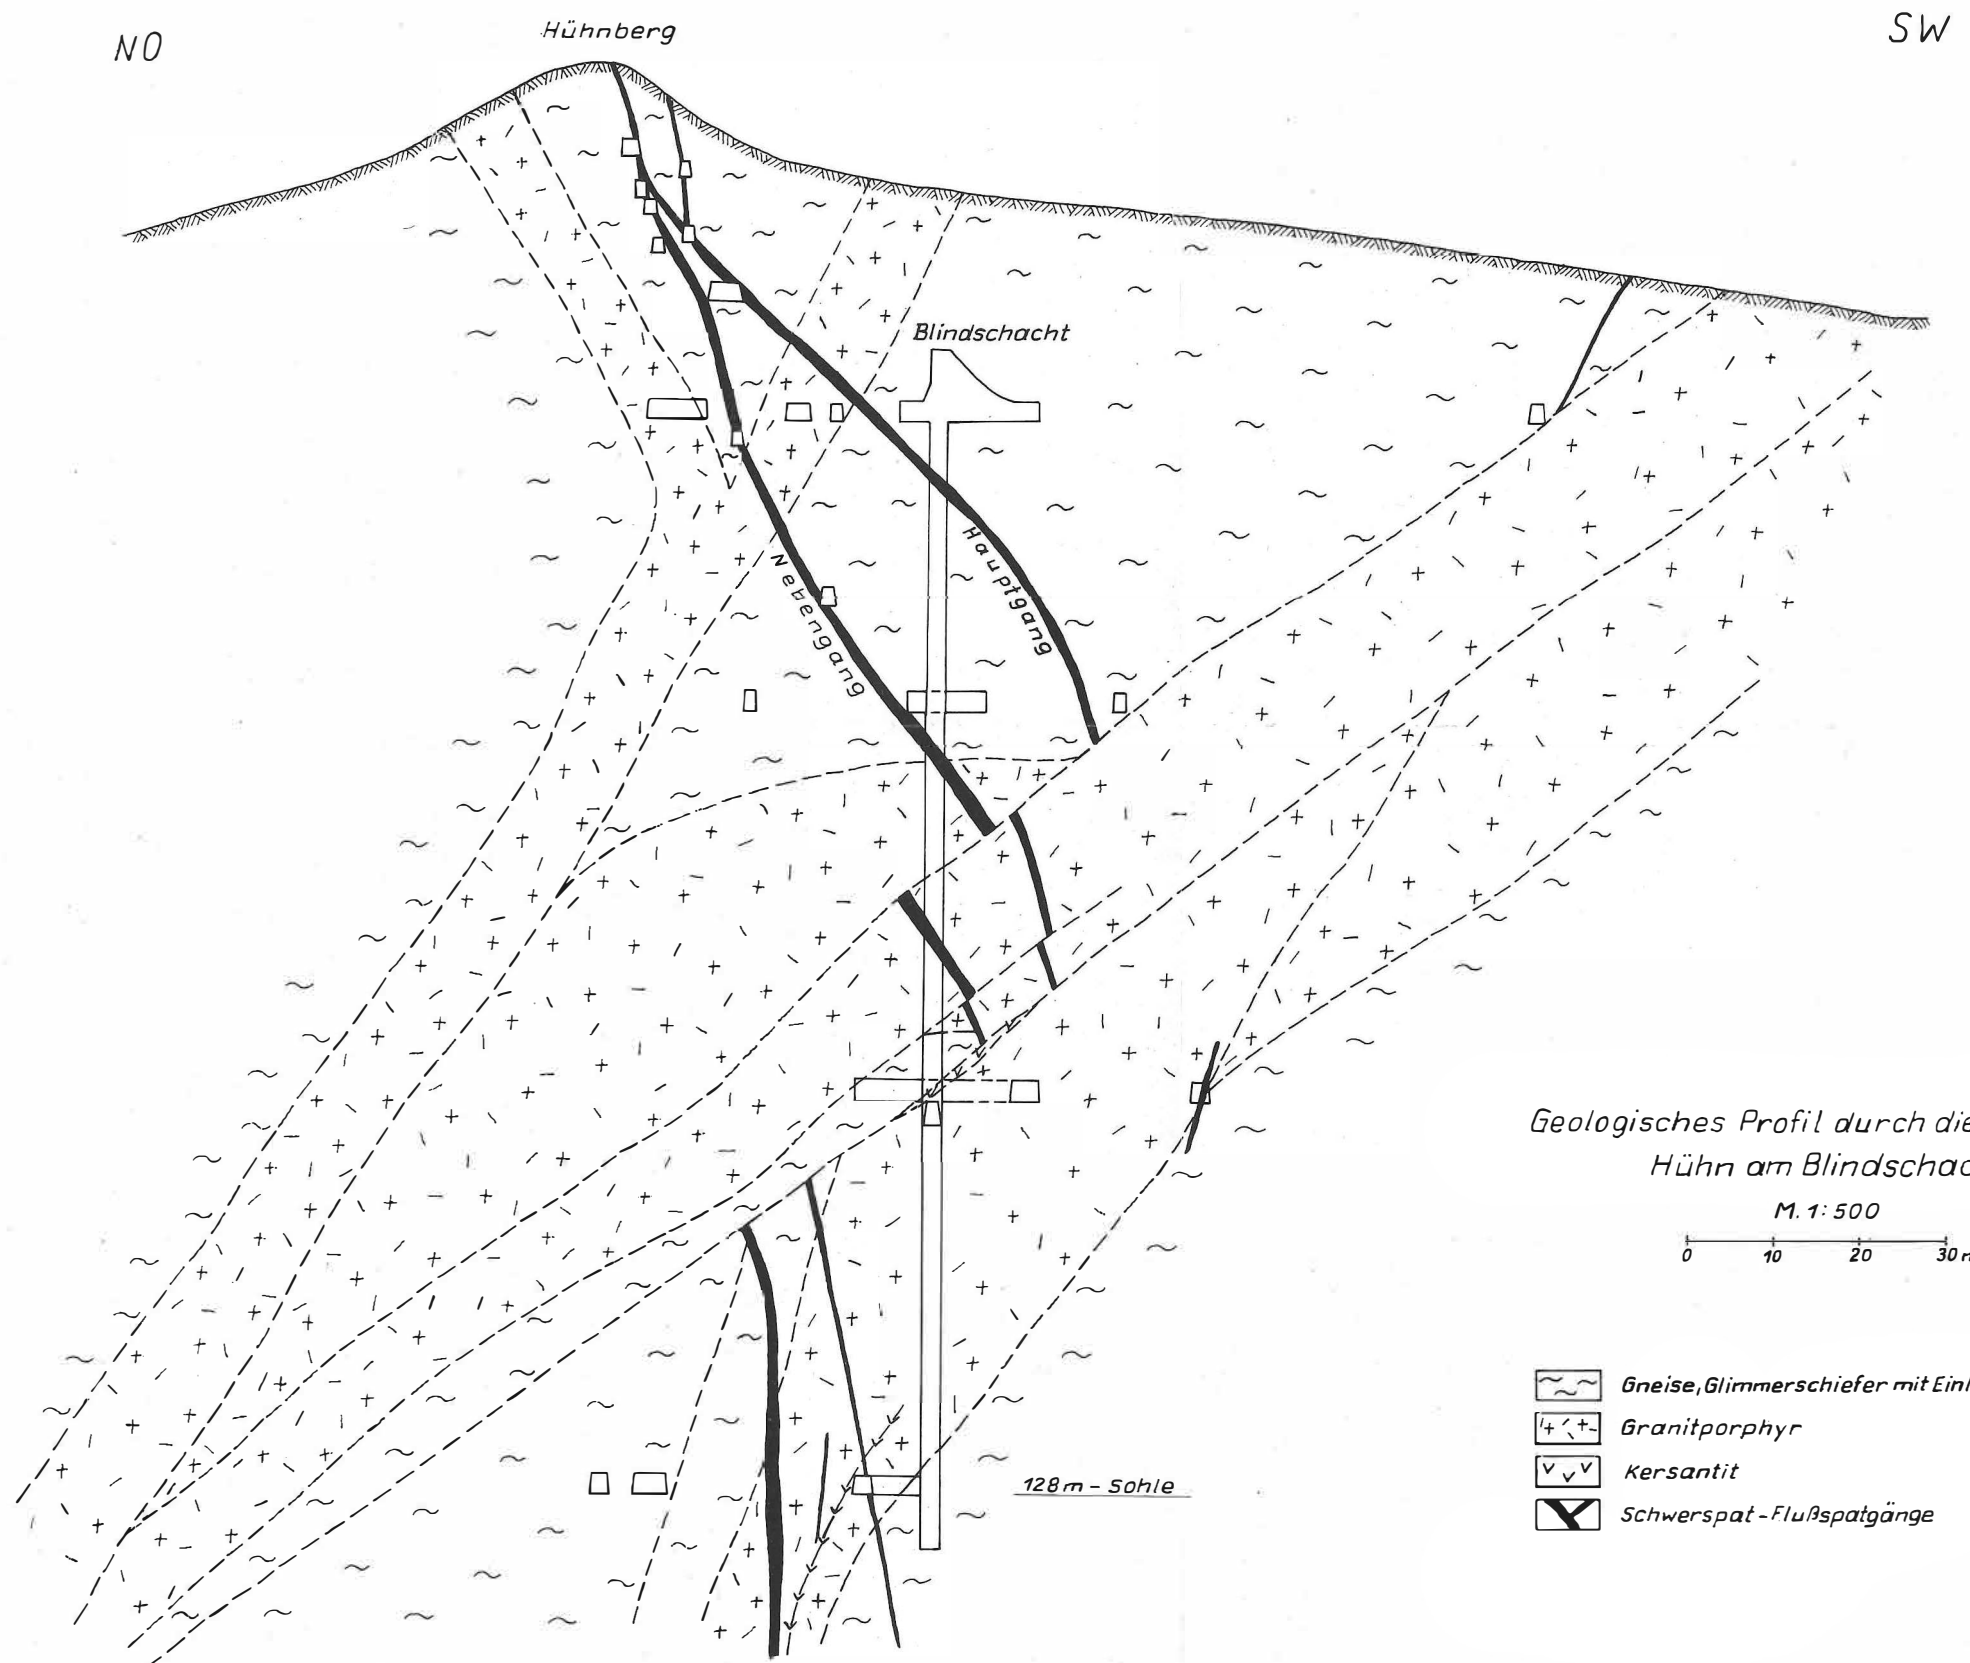 NO
Hühnberg
SW
Blindschacht
Hauptgang
Nebengang
Geologisches Profil durch die
Hühn am Blindschac
M. 1:500
0 10 20 30 m
Gneise, Glimmerschiefer mit Einl
Granitporphyr
Kersantit
Schwerspat-Flußspatgänge
128m - Sohle